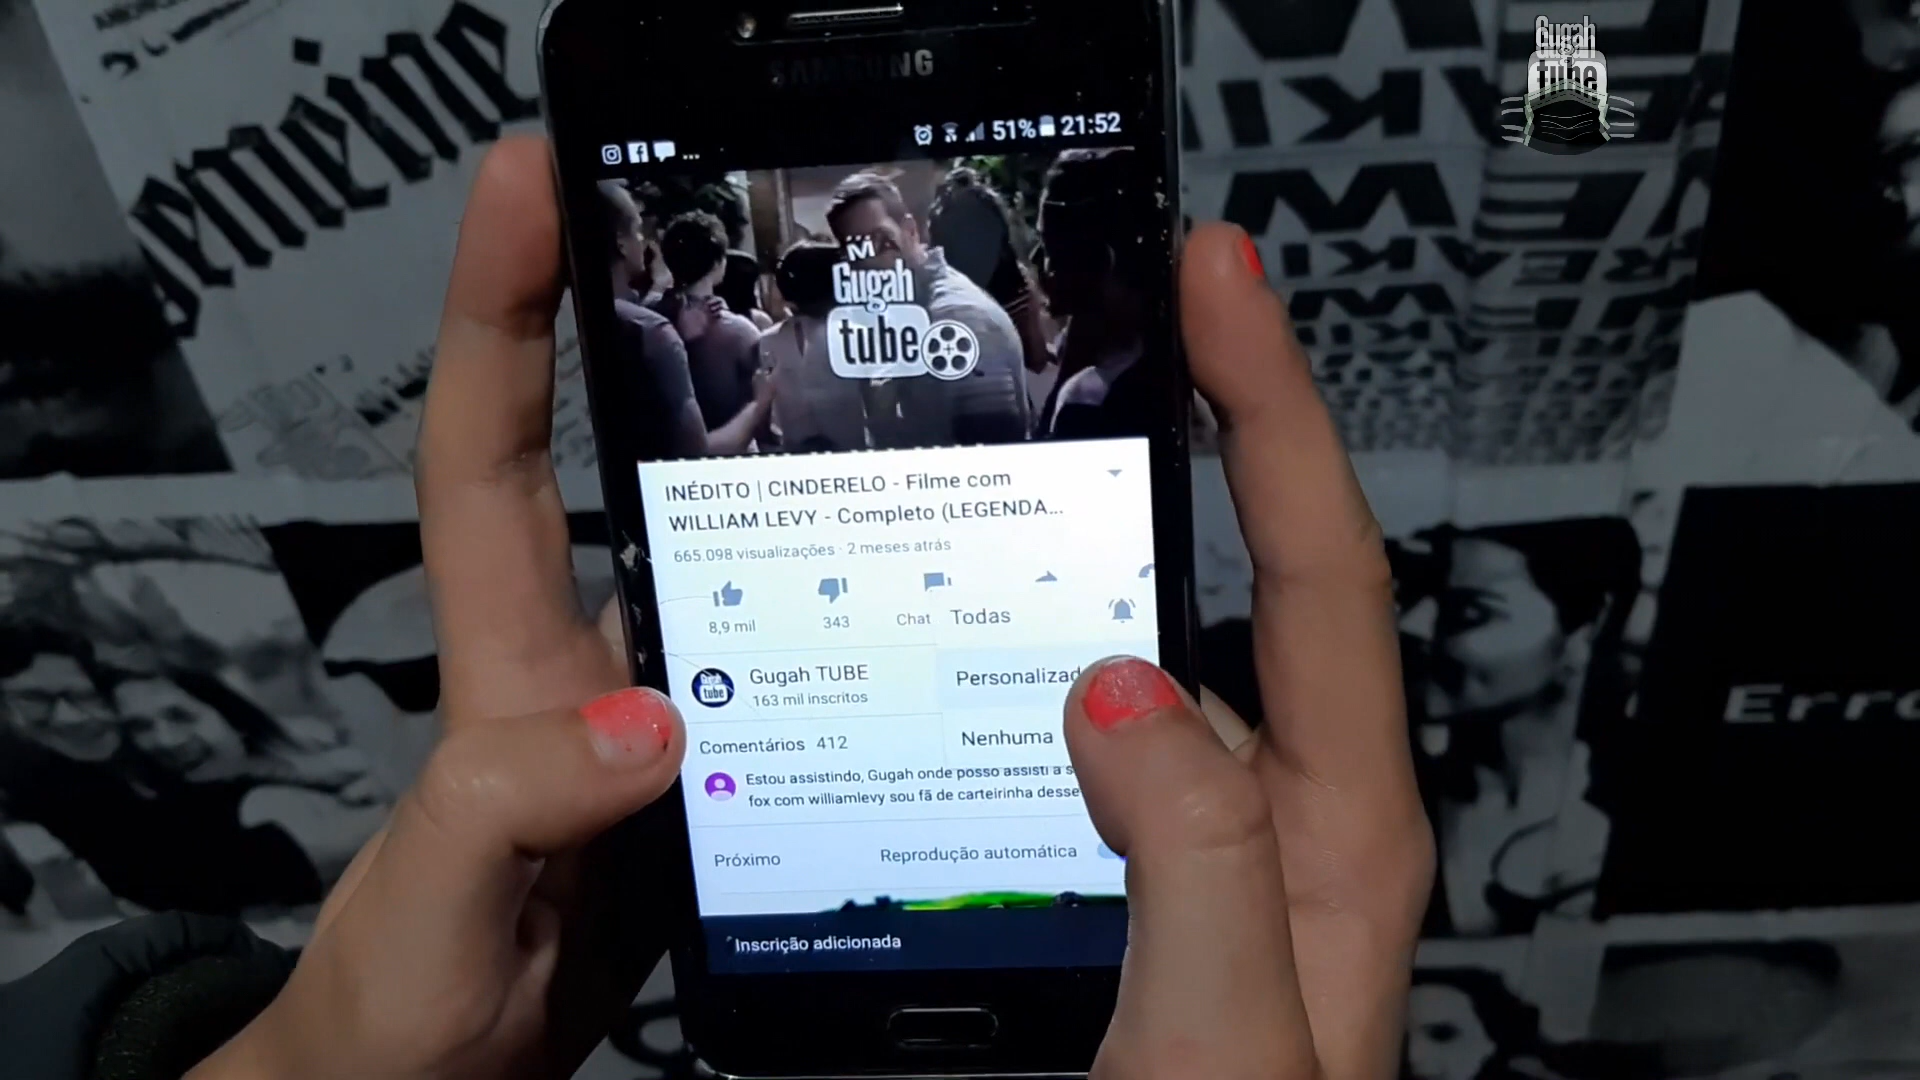 Gugah
tube
emeine
SAMSUNG
51% 21:52
...
M
Gugah
tube
INÉDITO | CINDERELO - Filme com
WILLIAM LEVY - Completo (LEGENDA...
665.098 visualizações · 2 meses atrás
8,9 mil
343
Chat
Todas
Gugah TUBE
163 mil inscritos
Personalizad
Nenhuma
Comentários 412
Estou assistindo, Gugah onde posso assisti a s
fox com williamlevy sou fã de carteirinha desse
Próximo
Reprodução automática
Inscrição adicionada
Erro